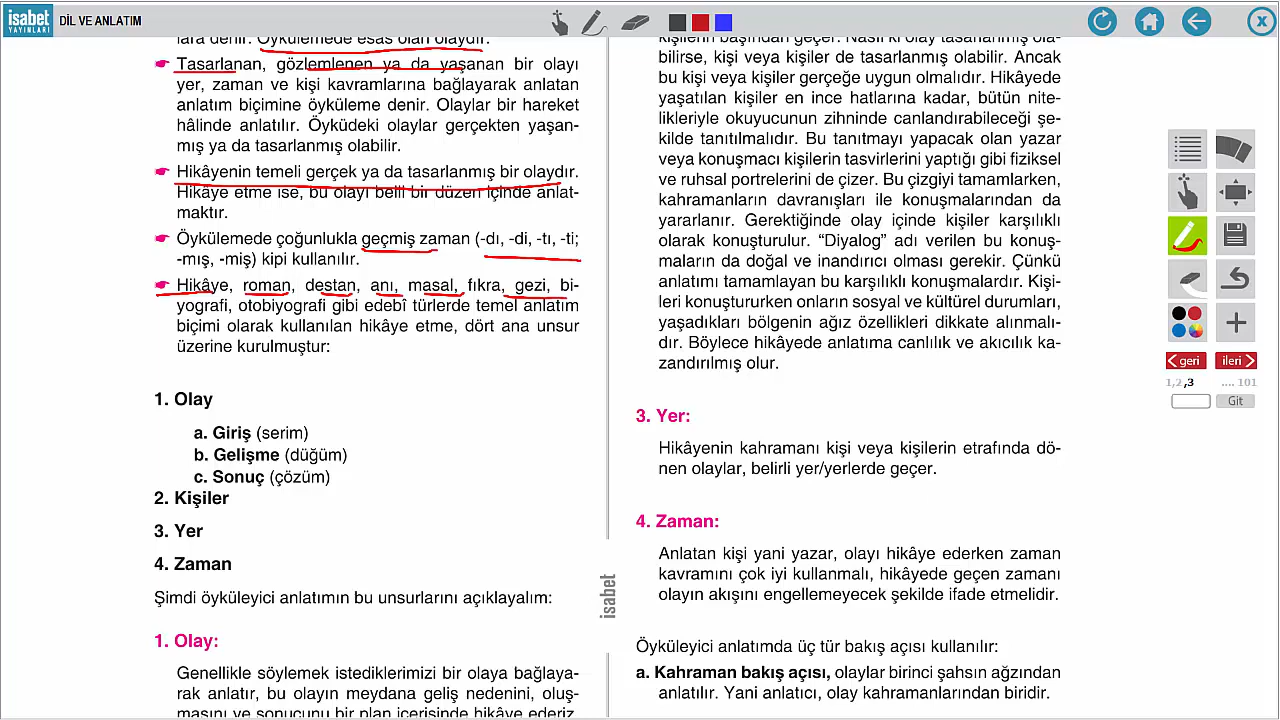 isabet
YAYINLARI
DİL VE ANLATIM
lara denir. Öykülemede esas olan olaydır.
Tasarlanan, gözlemlenen ya da yaşanan bir olayı
yer, zaman ve kişi kavramlarına bağlayarak anlatan
anlatım biçimine öyküleme denir. Olaylar bir hareket
hâlinde anlatılır. Öyküdeki olaylar gerçekten yaşan-
mış ya da tasarlanmış olabilir.
Hikâyenin temeli gerçek ya da tasarlanmış bir olaydır.
Hikâye etme ise, bu olayı belli bir düzen içinde anlat-
maktır.
Öykülemede çoğunlukla geçmiş zaman (-dı, -di, -tı, -ti;
-mış, -miş) kipi kullanılır.
Hikâye, roman, destan, anı, masal, fıkra, gezi, bi-
yografi, otobiyografi gibi edebî türlerde temel anlatım
biçimi olarak kullanılan hikâye etme, dört ana unsur
üzerine kurulmuştur:
1. Olay
a. Giriş (serim)
b. Gelişme (düğüm)
c. Sonuç (çözüm)
2. Kişiler
3. Yer
4. Zaman
Şimdi öyküleyici anlatımın bu unsurlarını açıklayalım:
1. Olay:
Genellikle söylemek istediklerimizi bir olaya bağlaya-
rak anlatır, bu olayın meydana geliş nedenini, oluş-
masını ve sonucunu bir plan içerisinde hikâye ederiz.
isabet
kişilerin başından geçer. Nasıl ki olay tasarlanmış ola-
bilirse, kişi veya kişiler de tasarlanmış olabilir. Ancak
bu kişi veya kişiler gerçeğe uygun olmalıdır. Hikâyede
yaşatılan kişiler en ince hatlarına kadar, bütün nite-
likleriyle okuyucunun zihninde canlandırabileceği şe-
kilde tanıtılmalıdır. Bu tanıtmayı yapacak olan yazar
veya konuşmacı kişilerin tasvirlerini yaptığı gibi fiziksel
ve ruhsal portrelerini de çizer. Bu çizgiyi tamamlarken,
kahramanların davranışları ile konuşmalarından da
yararlanır. Gerektiğinde olay içinde kişiler karşılıklı
olarak konuşturulur. “Diyalog” adı verilen bu konuş-
maların da doğal ve inandırıcı olması gerekir. Çünkü
anlatımı tamamlayan bu karşılıklı konuşmalardır. Kişi-
leri konuştururken onların sosyal ve kültürel durumları,
yaşadıkları bölgenin ağız özellikleri dikkate alınmalı-
dır. Böylece hikâyede anlatıma canlılık ve akıcılık ka-
zandırılmış olur.
3. Yer:
Hikâyenin kahramanı kişi veya kişilerin etrafında dö-
nen olaylar, belirli yer/yerlerde geçer.
4. Zaman:
Anlatan kişi yani yazar, olayı hikâye ederken zaman
kavramını çok iyi kullanmalı, hikâyede geçen zamanı
olayın akışını engellemeyecek şekilde ifade etmelidir.
Öyküleyici anlatımda üç tür bakış açısı kullanılır:
a. Kahraman bakış açısı, olaylar birinci şahsın ağzından
anlatılır. Yani anlatıcı, olay kahramanlarından biridir.
geri ileri
1,2,3 .... 101
Git